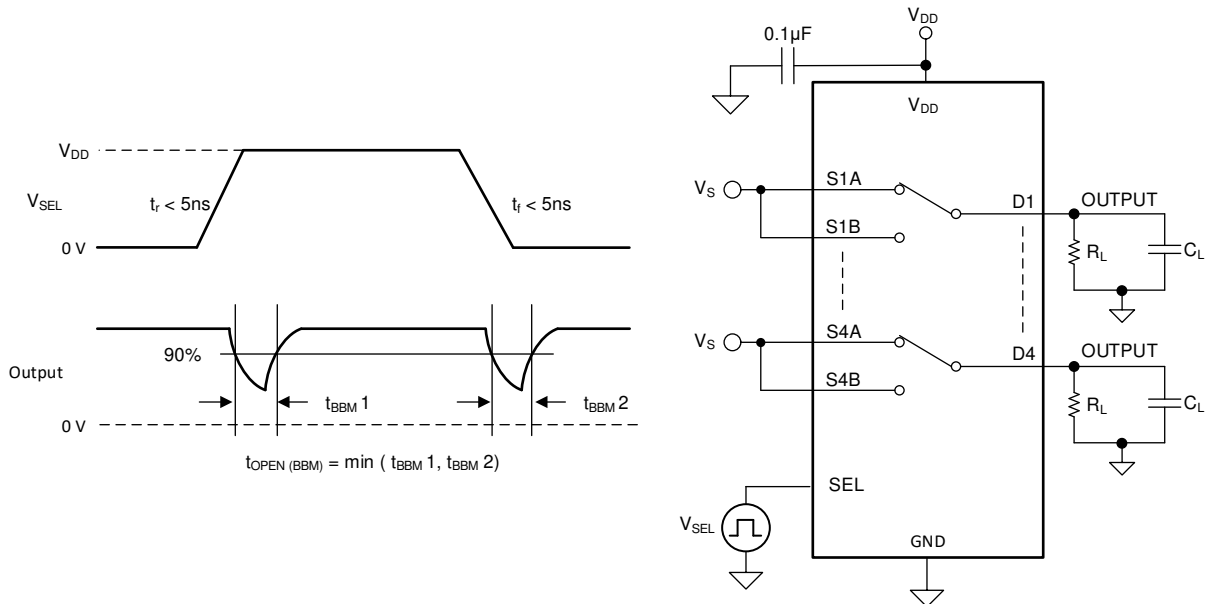 V_DD
V_SEL
t_r < 5ns
t_f < 5ns
0 V
90%
Output
t_BBM 1
t_BBM 2
0 V
t_OPEN (BBM) = min ( t_BBM 1, t_BBM 2)
V_DD
0.1µF
V_DD
V_S
S1A
D1
OUTPUT
S1B
R_L
C_L
V_S
S4A
D4
OUTPUT
S4B
R_L
C_L
SEL
V_SEL
GND